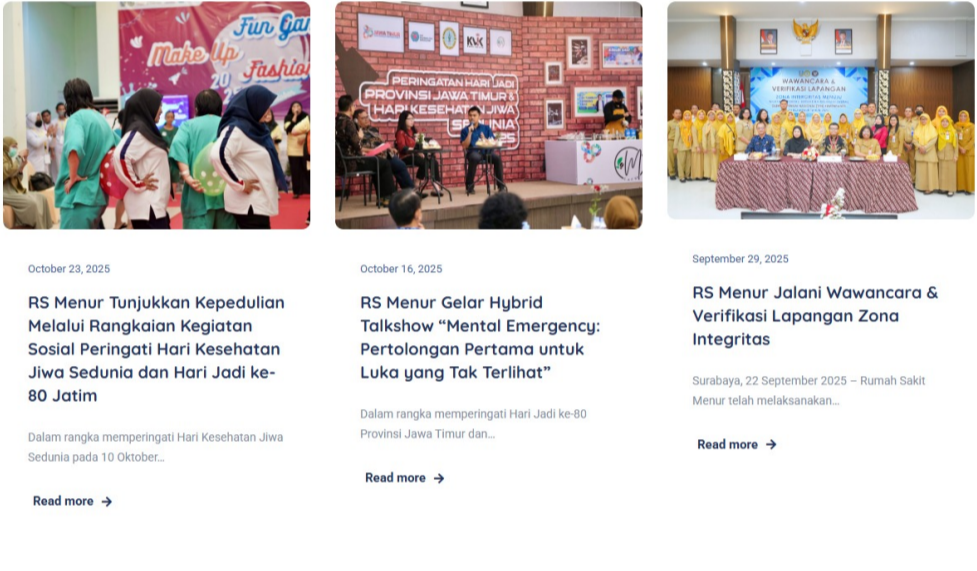 Fun Gam
Make Up
20
Fashion
October 23, 2025
RS Menur Tunjukkan Kepedulian
Melalui Rangkaian Kegiatan
Sosial Peringati Hari Kesehatan
Jiwa Sedunia dan Hari Jadi ke-
80 Jatim
Dalam rangka memperingati Hari Kesehatan Jiwa
Sedunia pada 10 Oktober...
Read more →
PERINGATAN HARI JADI
PROVINSI JAWA TIMUR &
HARI KESEHATAN JIWA
SEDUNIA
October 16, 2025
RS Menur Gelar Hybrid
Talkshow “Mental Emergency:
Pertolongan Pertama untuk
Luka yang Tak Terlihat”
Dalam rangka memperingati Hari Jadi ke-80
Provinsi Jawa Timur dan...
Read more →
WAWANCARA &
VERIFIKASI LAPANGAN
September 29, 2025
RS Menur Jalani Wawancara &
Verifikasi Lapangan Zona
Integritas
Surabaya, 22 September 2025 – Rumah Sakit
Menur telah melaksanakan...
Read more →